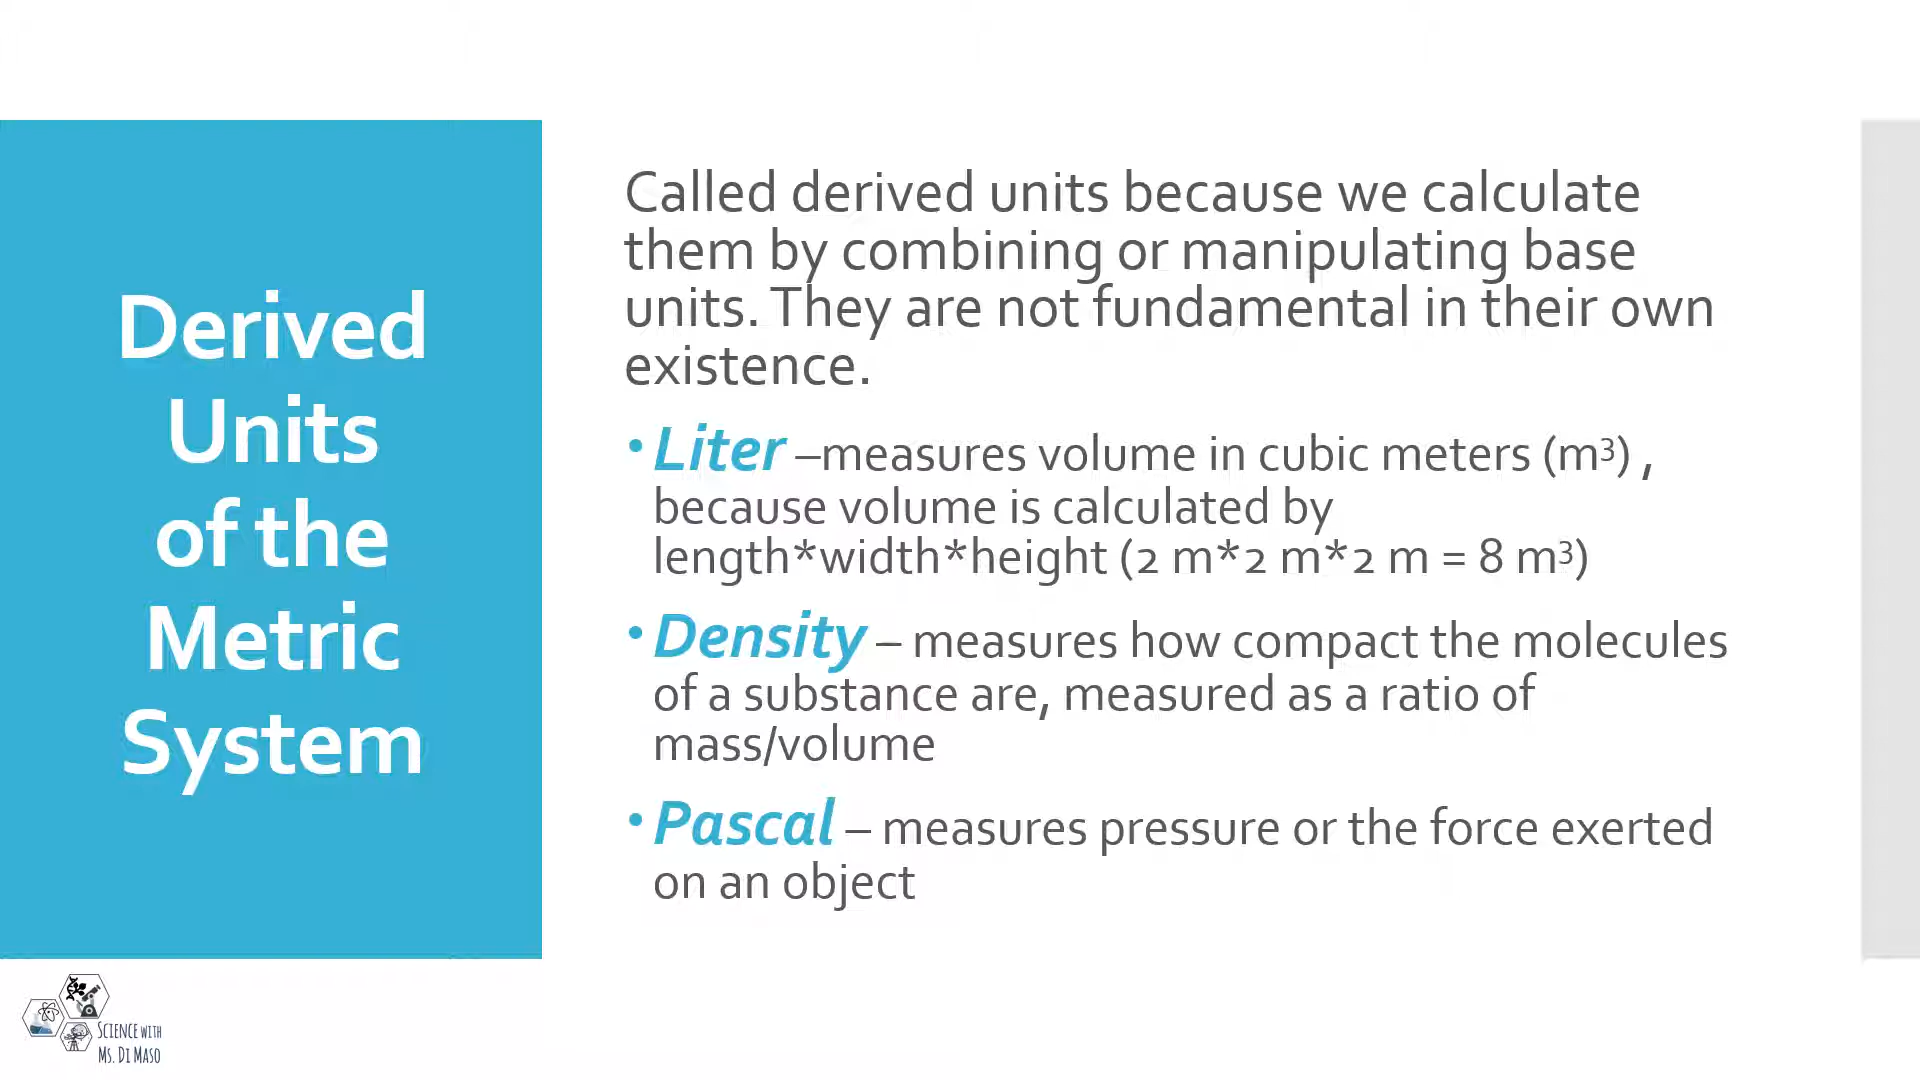 Derived
Units
of the
Metric
System
Called derived units because we calculate
them by combining or manipulating base
units. They are not fundamental in their own
existence.
• Liter –measures volume in cubic meters (m³) ,
because volume is calculated by
length*width*height (2 m*2 m*2 m = 8 m³)
• Density – measures how compact the molecules
of a substance are, measured as a ratio of
mass/volume
• Pascal – measures pressure or the force exerted
on an object
SCIENCE WITH
MS. DI MASO